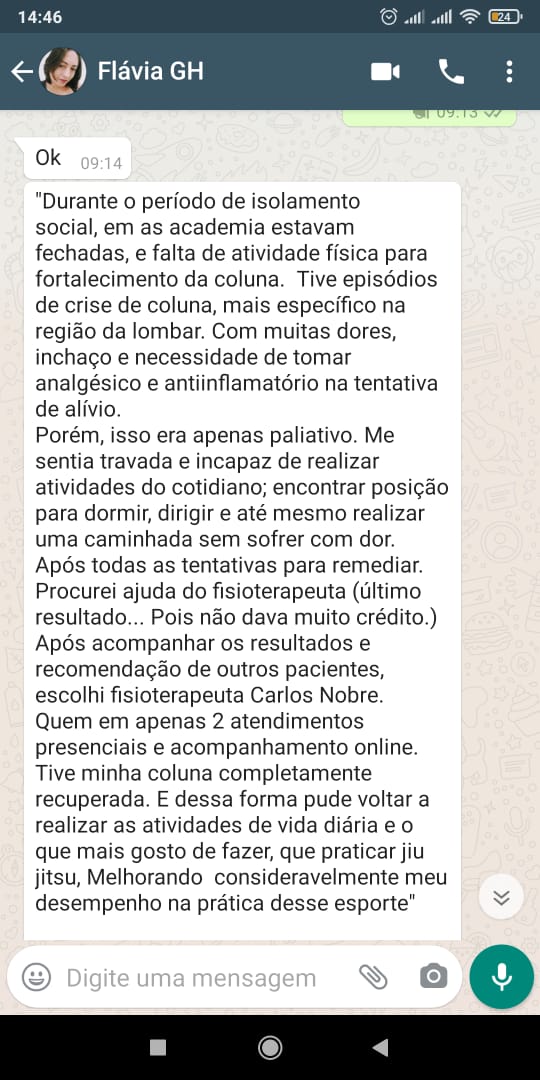 14:46
24
Flávia GH
09:13
Ok 09:14
"Durante o período de isolamento
social, em as academia estavam
fechadas, e falta de atividade física para
fortalecimento da coluna.  Tive episódios
de crise de coluna, mais específico na
região da lombar. Com muitas dores,
inchaço e necessidade de tomar
analgésico e antiinflamatório na tentativa
de alívio.
Porém, isso era apenas paliativo. Me
sentia travada e incapaz de realizar
atividades do cotidiano; encontrar posição
para dormir, dirigir e até mesmo realizar
uma caminhada sem sofrer com dor.
Após todas as tentativas para remediar.
Procurei ajuda do fisioterapeuta (último
resultado... Pois não dava muito crédito.)
Após acompanhar os resultados e
recomendação de outros pacientes,
escolhi fisioterapeuta Carlos Nobre.
Quem em apenas 2 atendimentos
presenciais e acompanhamento online.
Tive minha coluna completamente
recuperada. E dessa forma pude voltar a
realizar as atividades de vida diária e o
que mais gosto de fazer, que praticar jiu
jitsu, Melhorando  consideravelmente meu
desempenho na prática desse esporte"
Digite uma mensagem